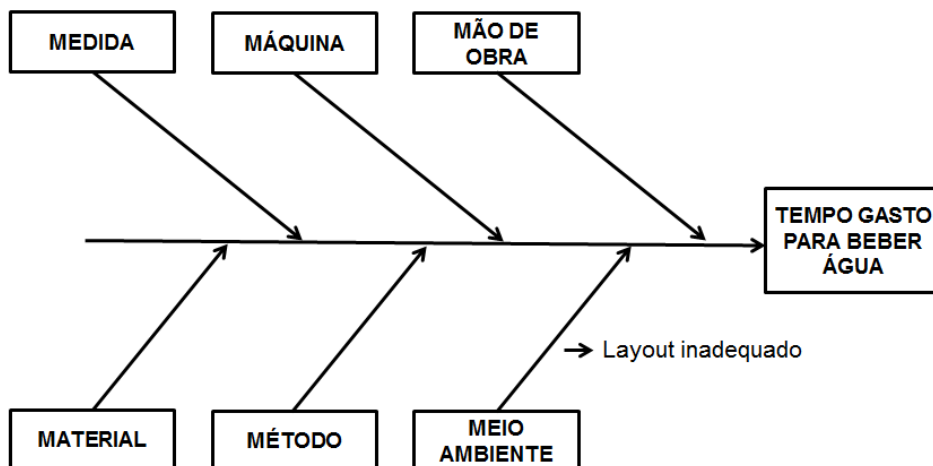 MEDIDA
MÁQUINA
MÃO DE
OBRA
TEMPO GASTO
PARA BEBER
ÁGUA
Layout inadequado
MATERIAL
MÉTODO
MEIO
AMBIENTE